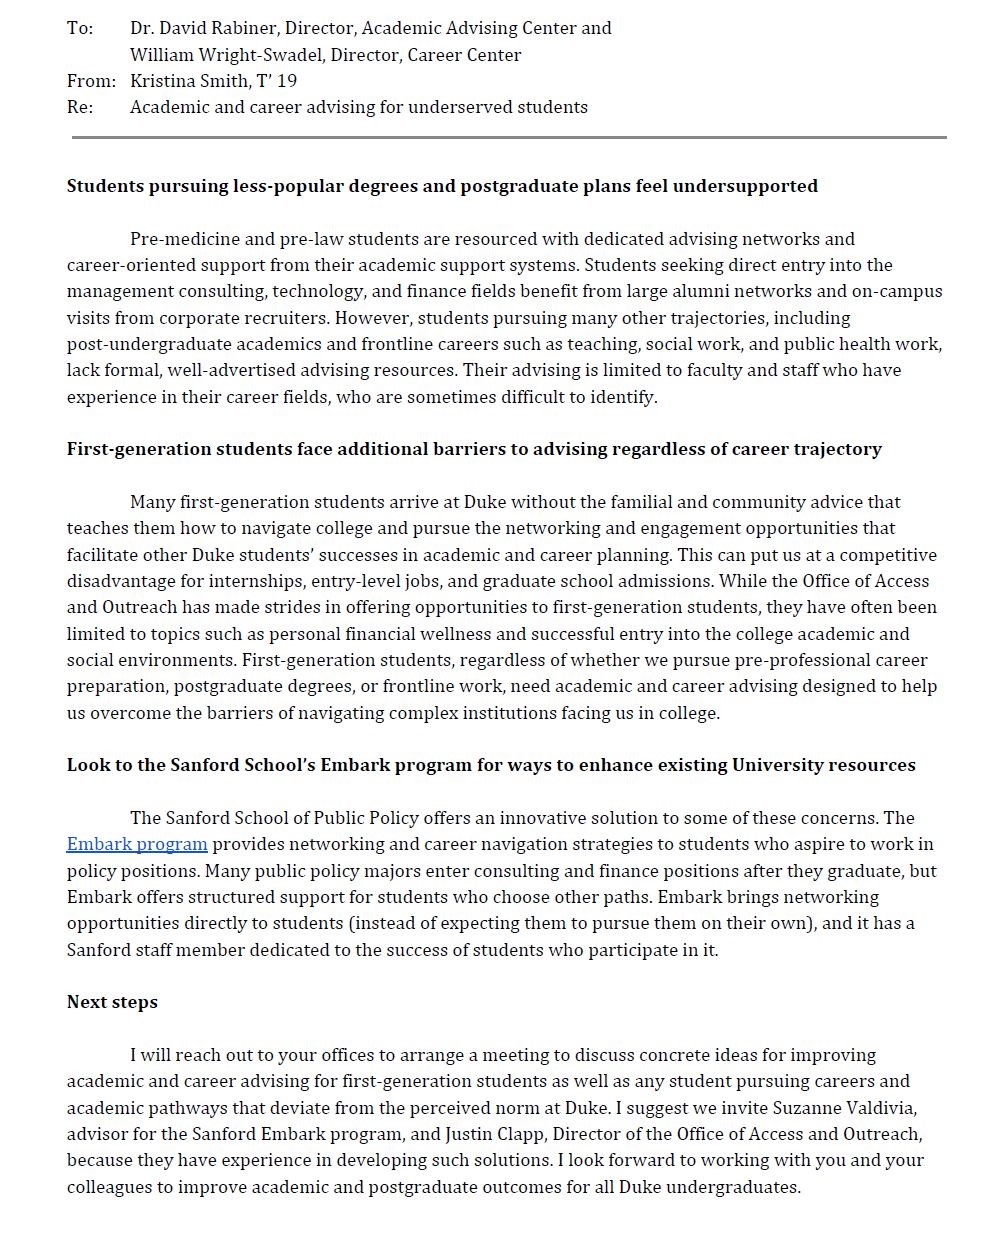 To: Dr. David Rabiner, Director, Academic Advising Center and
William Wright-Swadel, Director, Career Center
From: Kristina Smith, T’ 19
Re: Academic and career advising for underserved students
Students pursuing less-popular degrees and postgraduate plans feel undersupported
Pre-medicine and pre-law students are resourced with dedicated advising networks and
career-oriented support from their academic support systems. Students seeking direct entry into the
management consulting, technology, and finance fields benefit from large alumni networks and on-campus
visits from corporate recruiters. However, students pursuing many other trajectories, including
post-undergraduate academics and frontline careers such as teaching, social work, and public health work,
lack formal, well-advertised advising resources. Their advising is limited to faculty and staff who have
experience in their career fields, who are sometimes difficult to identify.
First-generation students face additional barriers to advising regardless of career trajectory
Many first-generation students arrive at Duke without the familial and community advice that
teaches them how to navigate college and pursue the networking and engagement opportunities that
facilitate other Duke students’ successes in academic and career planning. This can put us at a competitive
disadvantage for internships, entry-level jobs, and graduate school admissions. While the Office of Access
and Outreach has made strides in offering opportunities to first-generation students, they have often been
limited to topics such as personal financial wellness and successful entry into the college academic and
social environments. First-generation students, regardless of whether we pursue pre-professional career
preparation, postgraduate degrees, or frontline work, need academic and career advising designed to help
us overcome the barriers of navigating complex institutions facing us in college.
Look to the Sanford School’s Embark program for ways to enhance existing University resources
The Sanford School of Public Policy offers an innovative solution to some of these concerns. The
Embark program provides networking and career navigation strategies to students who aspire to work in
policy positions. Many public policy majors enter consulting and finance positions after they graduate, but
Embark offers structured support for students who choose other paths. Embark brings networking
opportunities directly to students (instead of expecting them to pursue them on their own), and it has a
Sanford staff member dedicated to the success of students who participate in it.
Next steps
I will reach out to your offices to arrange a meeting to discuss concrete ideas for improving
academic and career advising for first-generation students as well as any student pursuing careers and
academic pathways that deviate from the perceived norm at Duke. I suggest we invite Suzanne Valdivia,
advisor for the Sanford Embark program, and Justin Clapp, Director of the Office of Access and Outreach,
because they have experience in developing such solutions. I look forward to working with you and your
colleagues to improve academic and postgraduate outcomes for all Duke undergraduates.